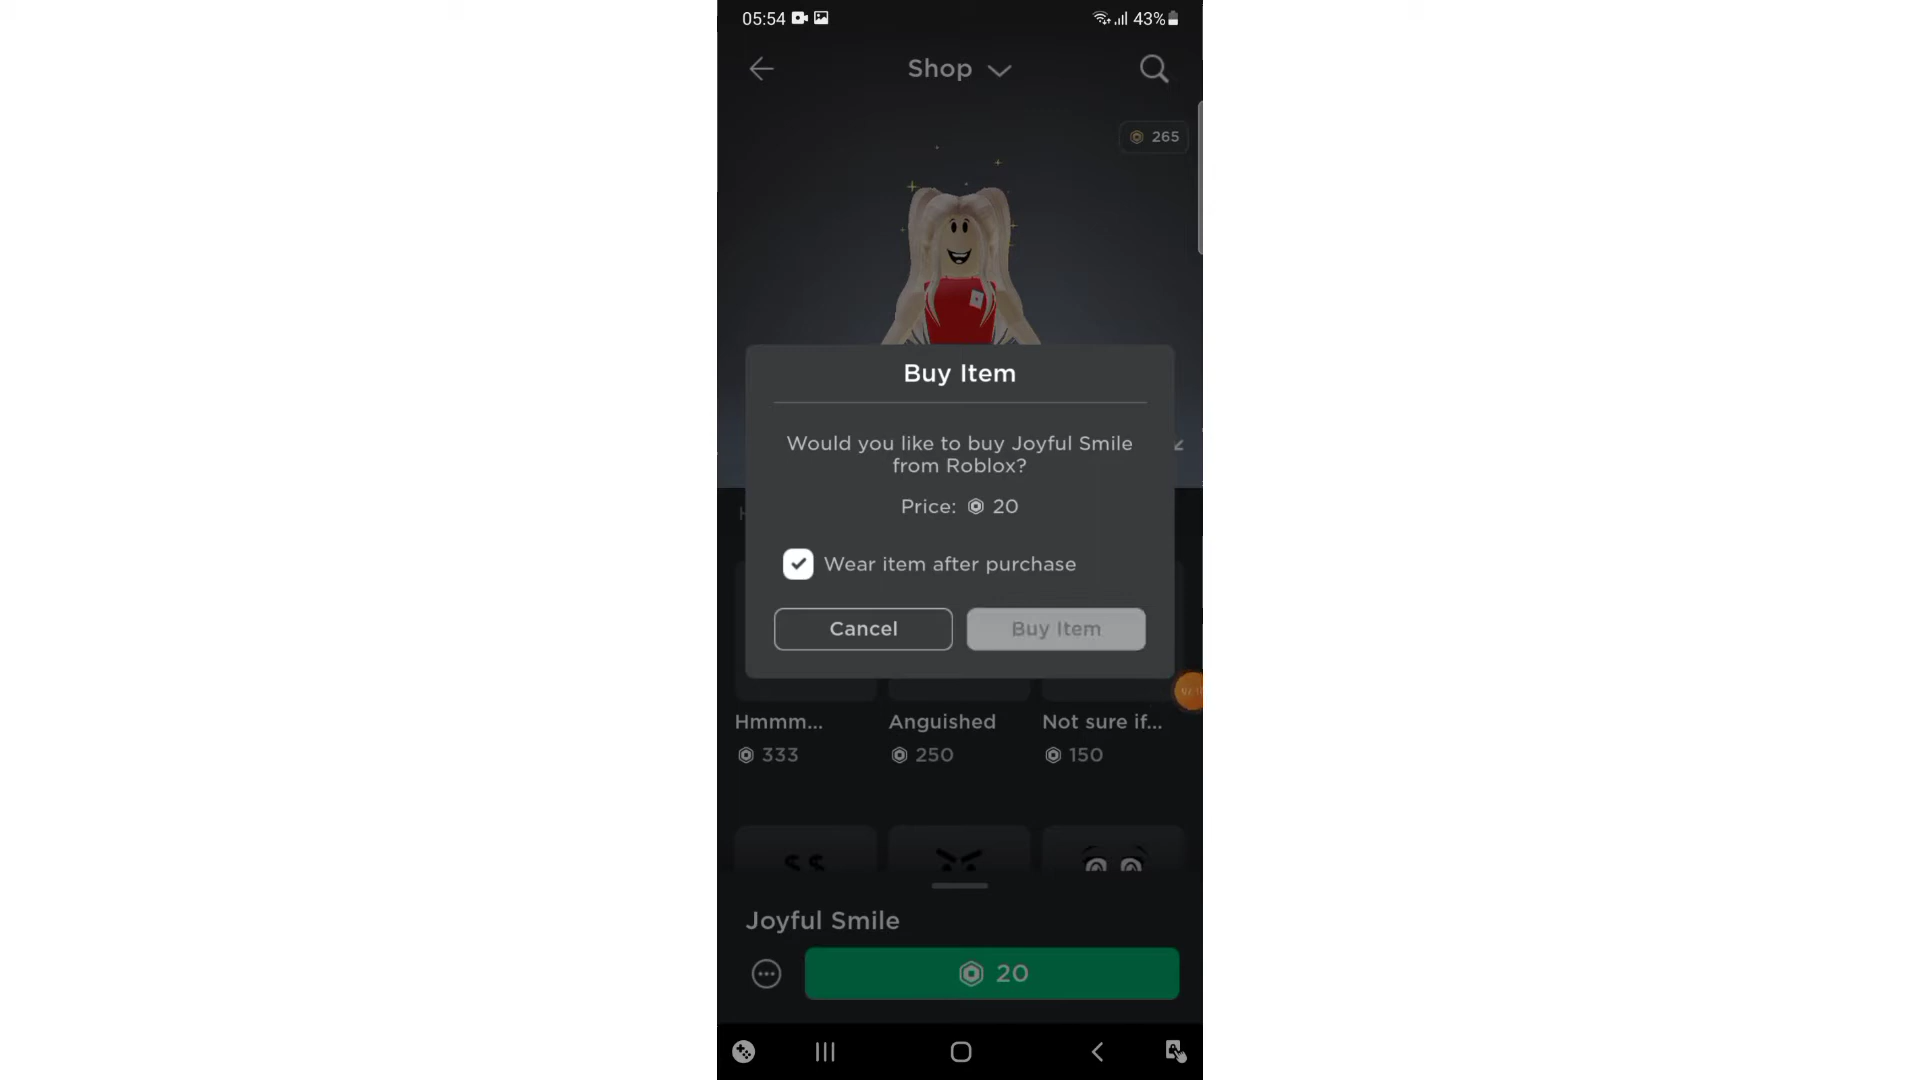 05:54
43%
Shop
265
Buy Item
Would you like to buy Joyful Smile
from Roblox?
Price: 20
Wear item after purchase
Cancel
Buy Item
Hmmm...
Anguished
Not sure if...
333
250
150
Joyful Smile
20